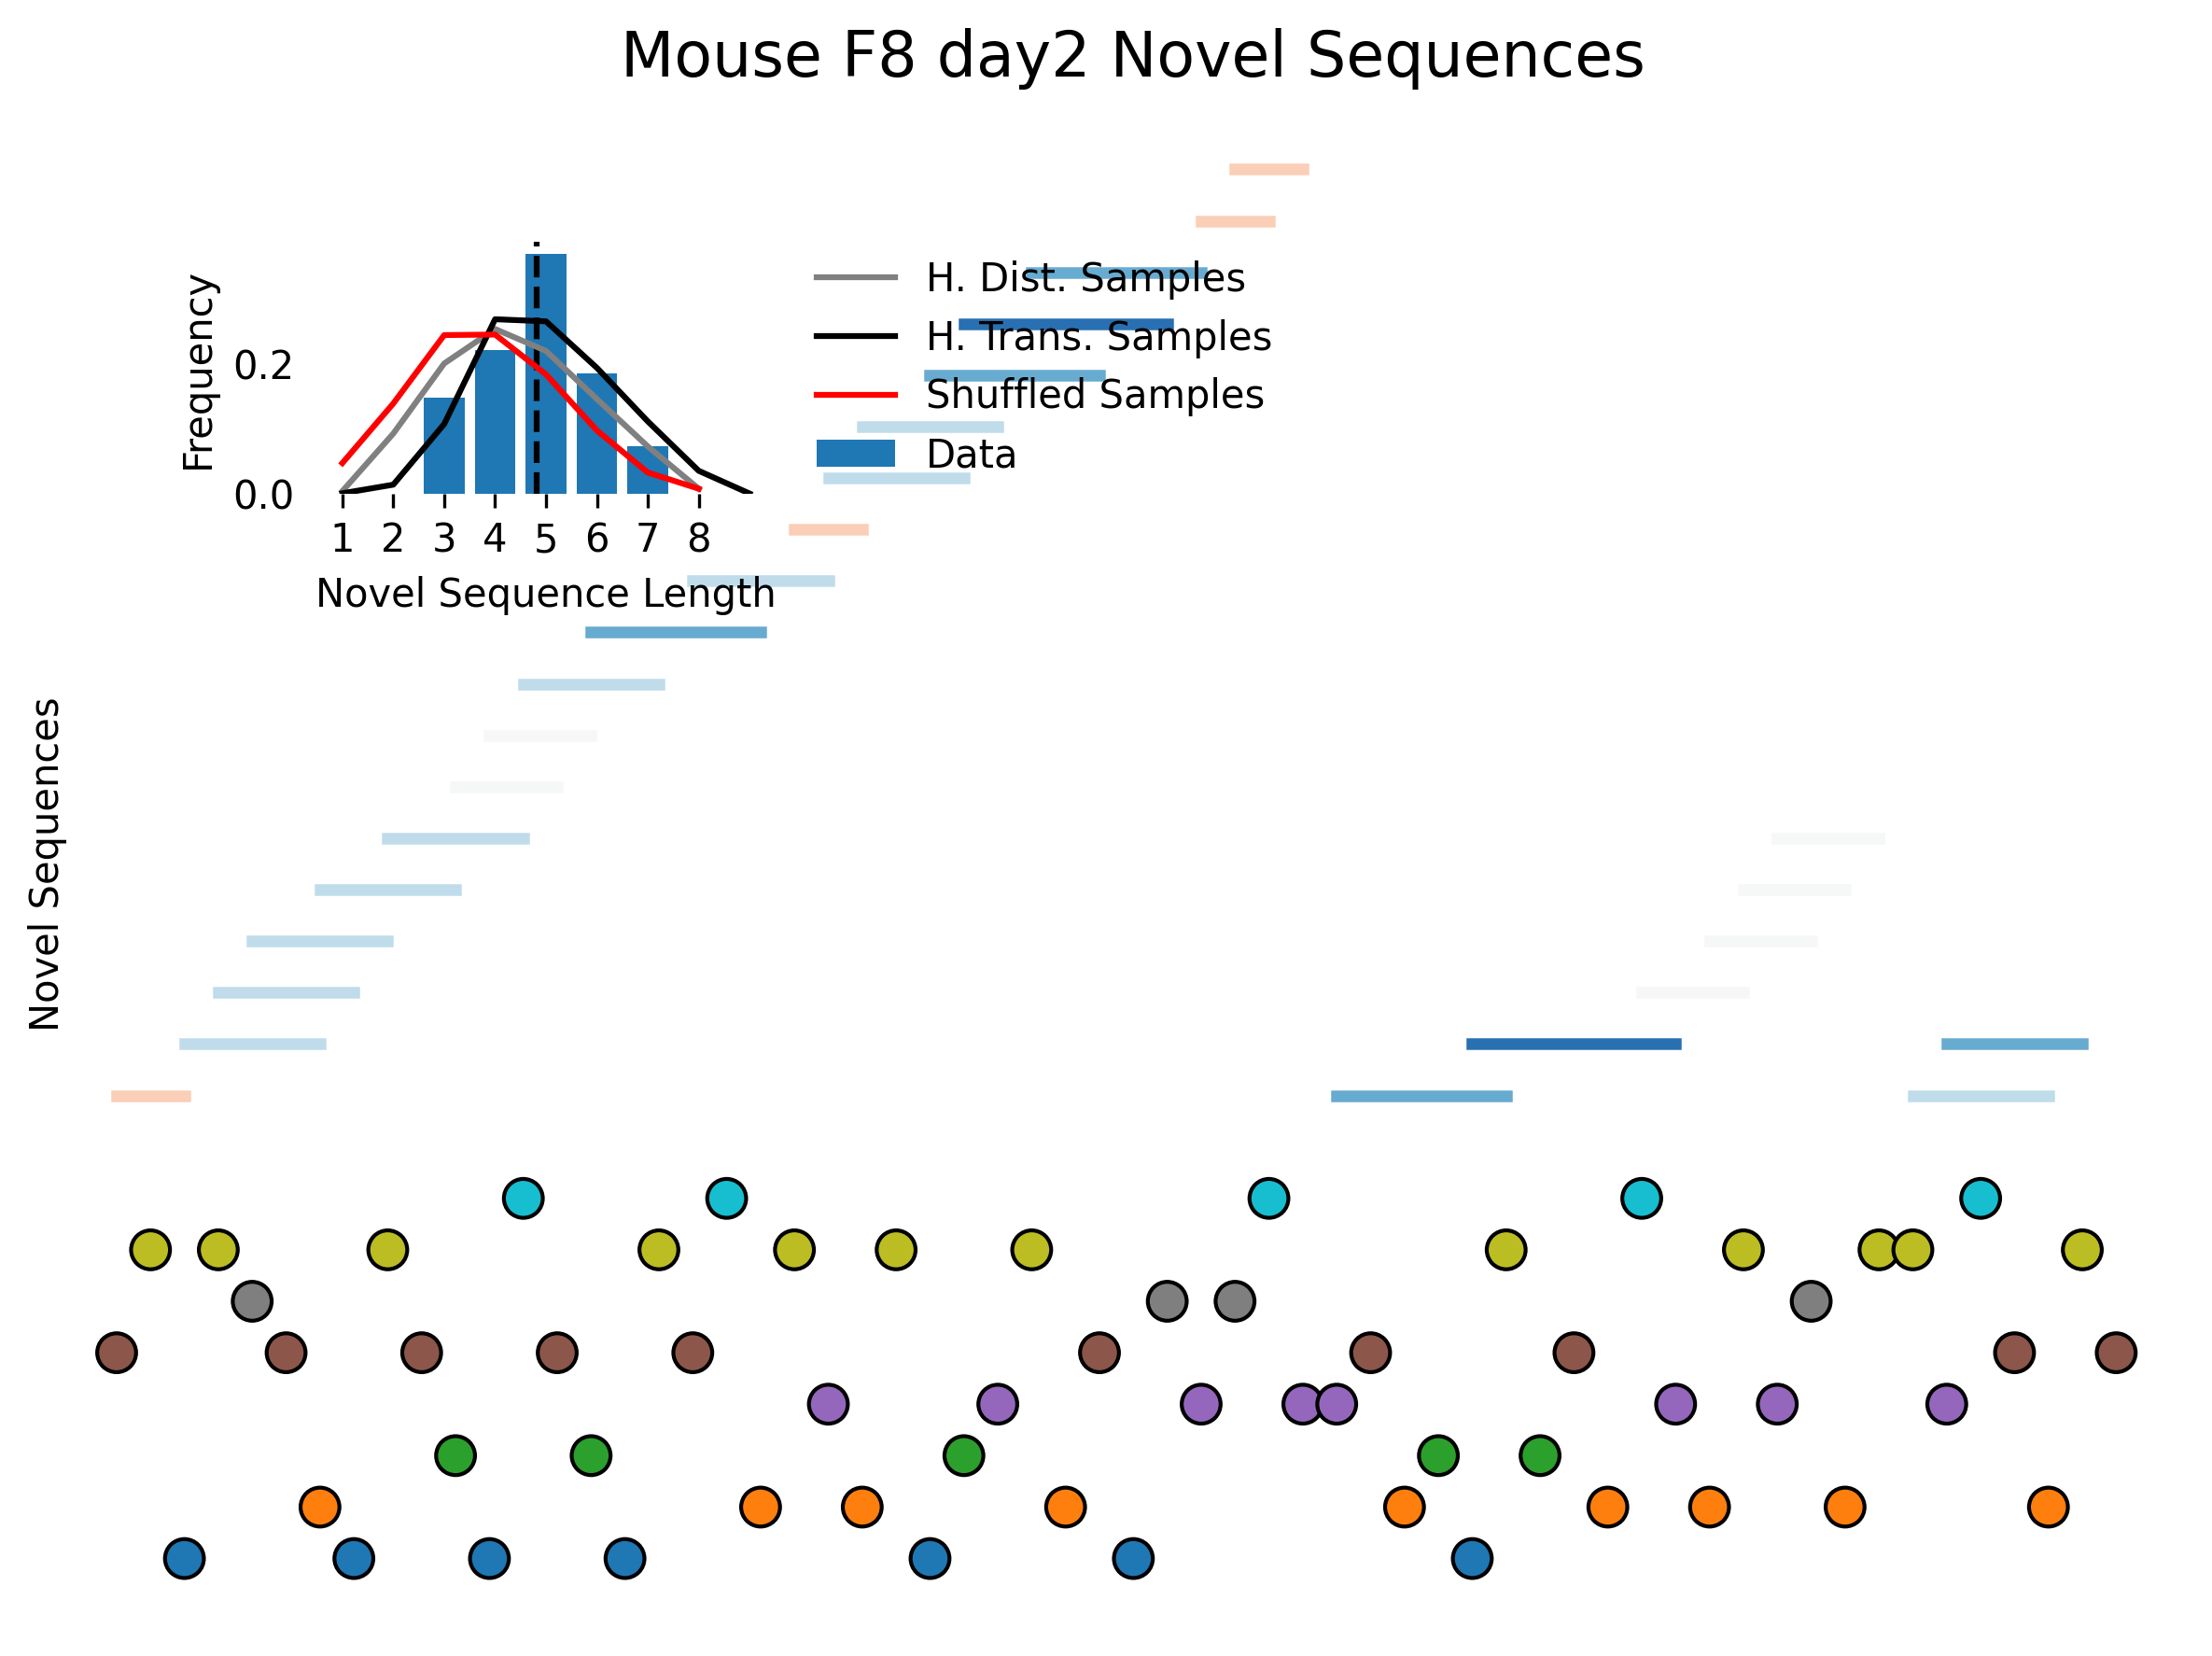 Mouse F8 day2 Novel Sequences
Frequency
0.2
0.0
1 2 3 4 5 6 7 8
Novel Sequence Length
H. Dist. Samples
H. Trans. Samples
Shuffled Samples
Data
Novel Sequences